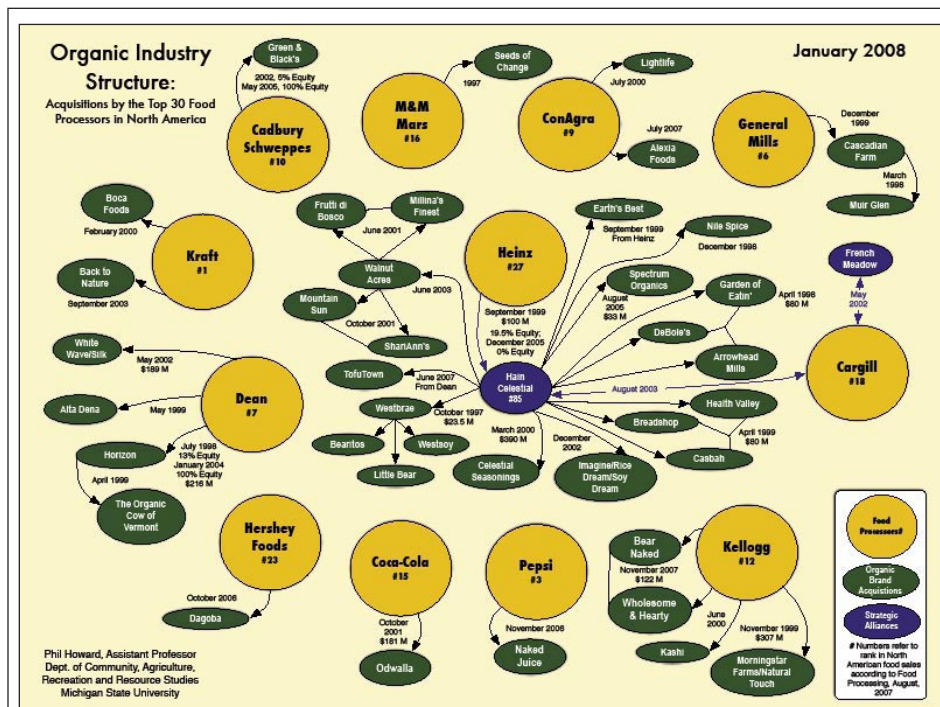 Organic Industry
Structure:
Acquisitions by the Top 30 Food
Processors in North America
January 2008
Green &
Black's
2002, 5% Equity
May 2005, 100% Equity
Cadbury
Schweppes
#10
Seeds of
Change
1997
M&M
Mars
#16
Lightlife
July 2000
ConAgra
#9
July 2007
Alexia
Foods
General
Mills
#6
December
1999
Cascadian
Farm
March
1998
Muir Glen
Boca
Foods
February 2000
Kraft
#1
Back to
Nature
September 2003
Frutti di
Bosco
Millina's
Finest
June 2001
Walnut
Acres
June 2003
Mountain
Sun
October 2001
ShariAnn's
Heinz
#27
September 1999
$100 M
19.5% Equity;
December 2005
0% Equity
Earth's Best
September 1999
From Heinz
Nile Spice
December 1998
Spectrum
Organics
August
2005
$33 M
Garden of
Eatin'
April 1998
$80 M
DeBole's
Arrowhead
Mills
French
Meadow
May
2002
Cargill
#18
August 2003
White
Wave/Silk
May 2002
$189 M
Dean
#7
Alta Dena
May 1999
Horizon
July 1998
13% Equity
January 2004
100% Equity
$216 M
April 1999
The Organic
Cow of
Vermont
TofuTown
June 2007
From Dean
Hain
Celestial
#85
Westbrae
October 1997
$23.5 M
Bearitos
Westsoy
Little Bear
March 2000
$390 M
Celestial
Seasonings
December
2002
Imagine/Rice
Dream/Soy
Dream
Health Valley
Breadshop
April 1999
$80 M
Casbah
Hershey
Foods
#23
October 2006
Dagoba
Coca-Cola
#15
October
2001
$181 M
Odwalla
Pepsi
#3
November 2006
Naked
Juice
Bear
Naked
November 2007
$122 M
Kellogg
#12
Wholesome
& Hearty
June
2000
Kashi
November 1999
$307 M
Morningstar
Farms/Natural
Touch
Food
Processors#
Organic
Brand
Acquistions
Strategic
Alliances
# Numbers refer to
rank in North
American food sales
according to Food
Processing, August,
2007
Phil Howard, Assistant Professor
Dept. of Community, Agriculture,
Recreation and Resource Studies
Michigan State University